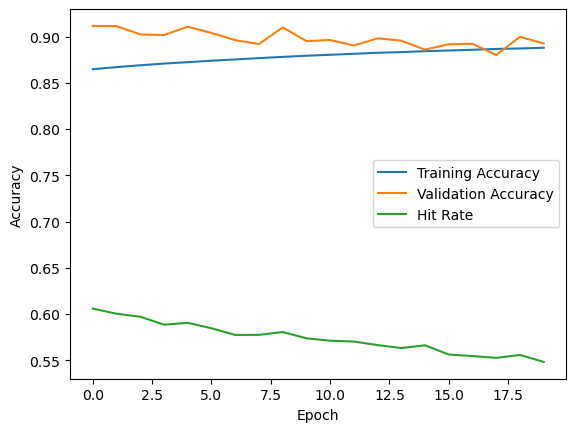 0.90
0.85
0.80
0.75
0.70
0.65
0.60
0.55
Accuracy
Training Accuracy
Validation Accuracy
Hit Rate
0.0 2.5 5.0 7.5 10.0 12.5 15.0 17.5
Epoch